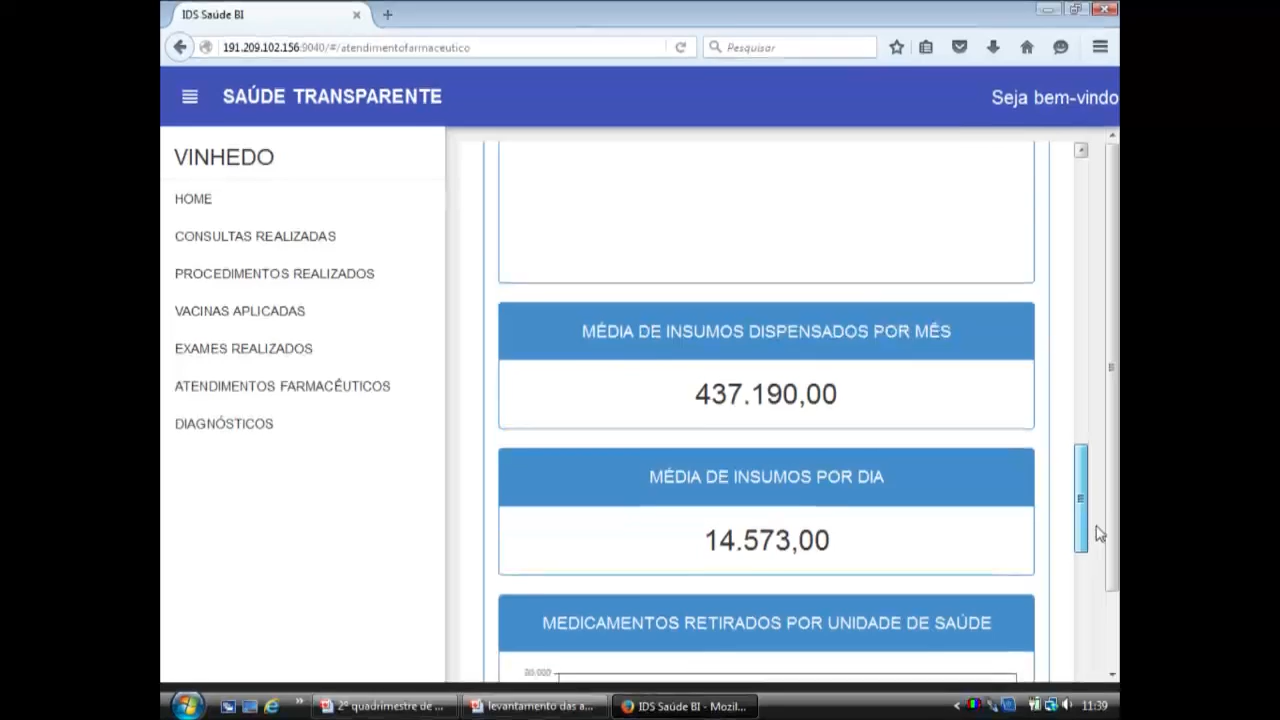 IDS Saúde BI
191.209.102.156:9040/#/atendimentofarmaceutico
Pesquisar
SAÚDE TRANSPARENTE
Seja bem-vindo
VINHEDO
HOME
CONSULTAS REALIZADAS
PROCEDIMENTOS REALIZADOS
VACINAS APLICADAS
EXAMES REALIZADOS
ATENDIMENTOS FARMACÊUTICOS
DIAGNÓSTICOS
MÉDIA DE INSUMOS DISPENSADOS POR MÊS
437.190,00
MÉDIA DE INSUMOS POR DIA
14.573,00
MEDICAMENTOS RETIRADOS POR UNIDADE DE SAÚDE
2º quadrimestre de ...
levantamento das a...
IDS Saúde BI - Mozil...
11:39